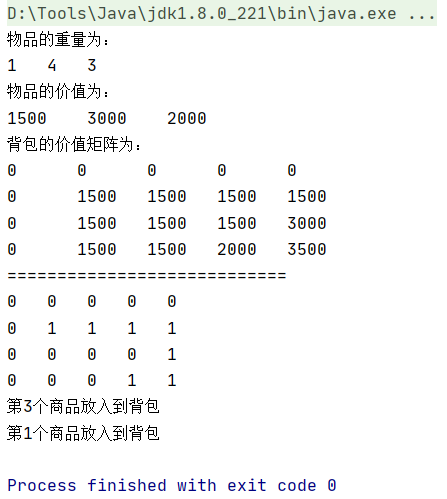 D:\Tools\Java\jdk1.8.0_221\bin\java.exe ...
物品的重量为：
1 4 3
物品的价值为：
1500 3000 2000
背包的价值矩阵为：
0 0 0 0 0
0 1500 1500 1500 1500
0 1500 1500 1500 3000
0 1500 1500 2000 3500
============================
0 0 0 0 0
0 1 1 1 1
0 0 0 0 1
0 0 0 1 1
第3个商品放入到背包
第1个商品放入到背包
Process finished with exit code 0